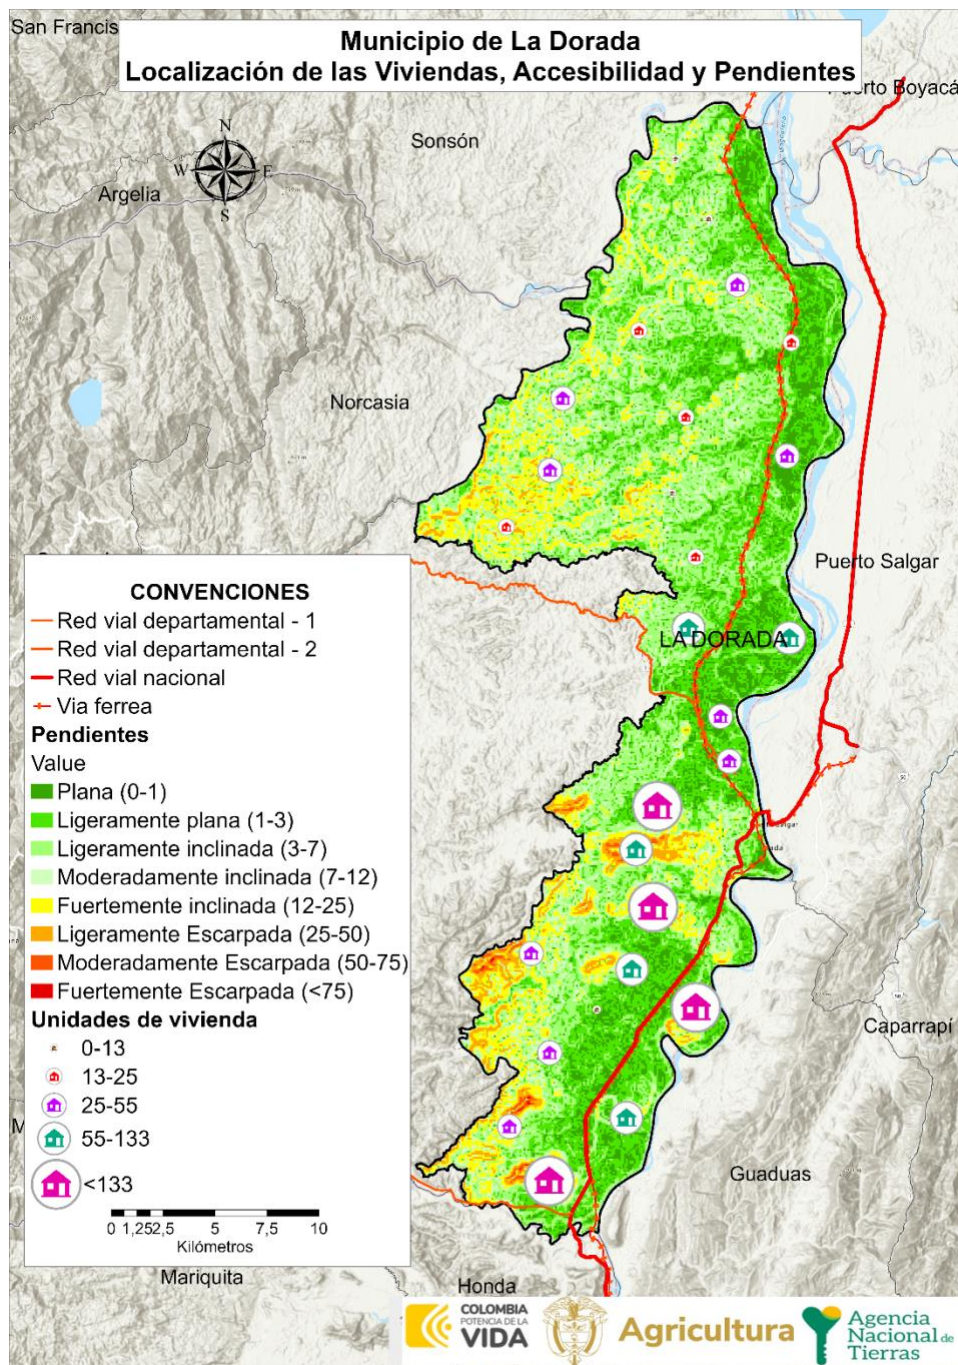 San Francis
Municipio de La Dorada
Localización de las Viviendas, Accesibilidad y Pendientes
Puerto Boyacá
Sonsón
N
W
E
S
Argelia
Norcasia
Puerto Salgar
LA DORADA
CONVENCIONES
Red vial departamental - 1
Red vial departamental - 2
Red vial nacional
Via ferrea
Pendientes
Value
Plana (0-1)
Ligeramente plana (1-3)
Ligeramente inclinada (3-7)
Moderadamente inclinada (7-12)
Fuertemente inclinada (12-25)
Ligeramente Escarpada (25-50)
Moderadamente Escarpada (50-75)
Fuertemente Escarpada (<75)
Unidades de vivienda
0-13
13-25
25-55
55-133
<133
0 1,252,5 5 7,5 10
Kilómetros
M
Caparrapí
Guaduas
Mariquita
Honda
COLOMBIA
POTENCIA DE LA
VIDA
Agricultura
Agencia
Nacional de
Tierras